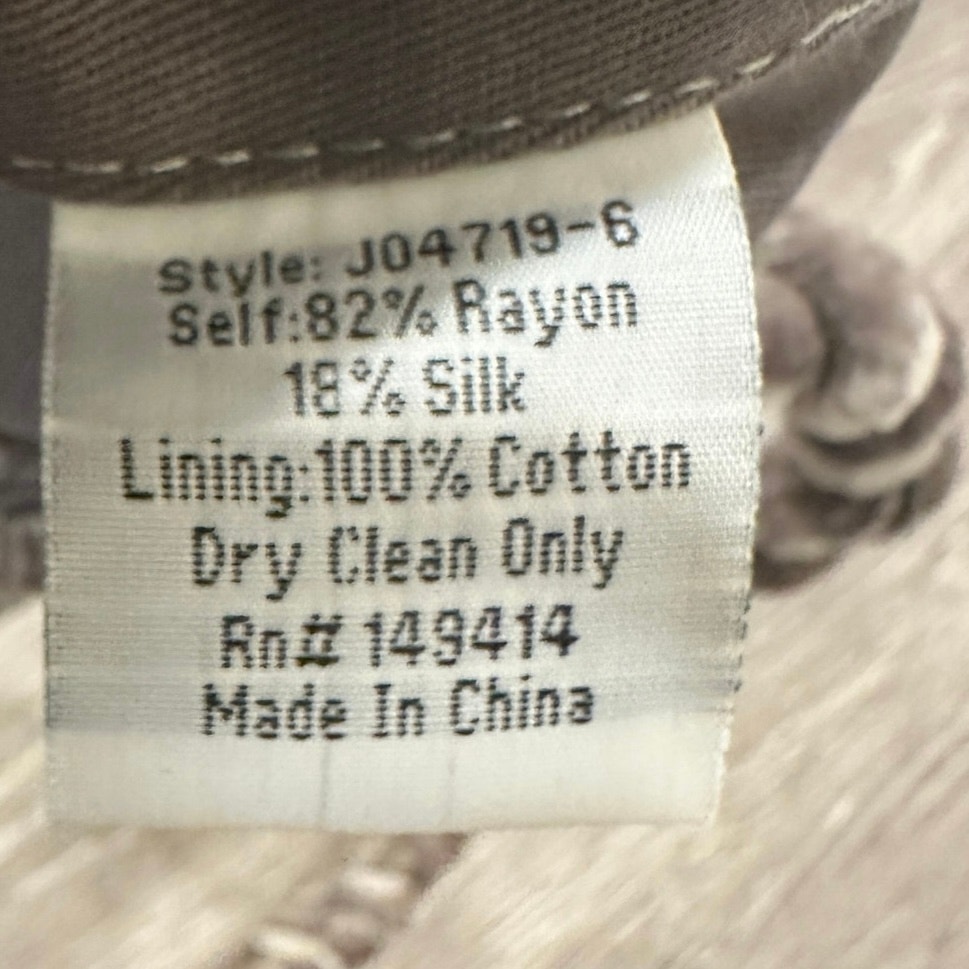 Style: J04719-6
Self:82% Rayon
18% Silk
Lining:100% Cotton
Dry Clean Only
Rn# 149414
Made In China